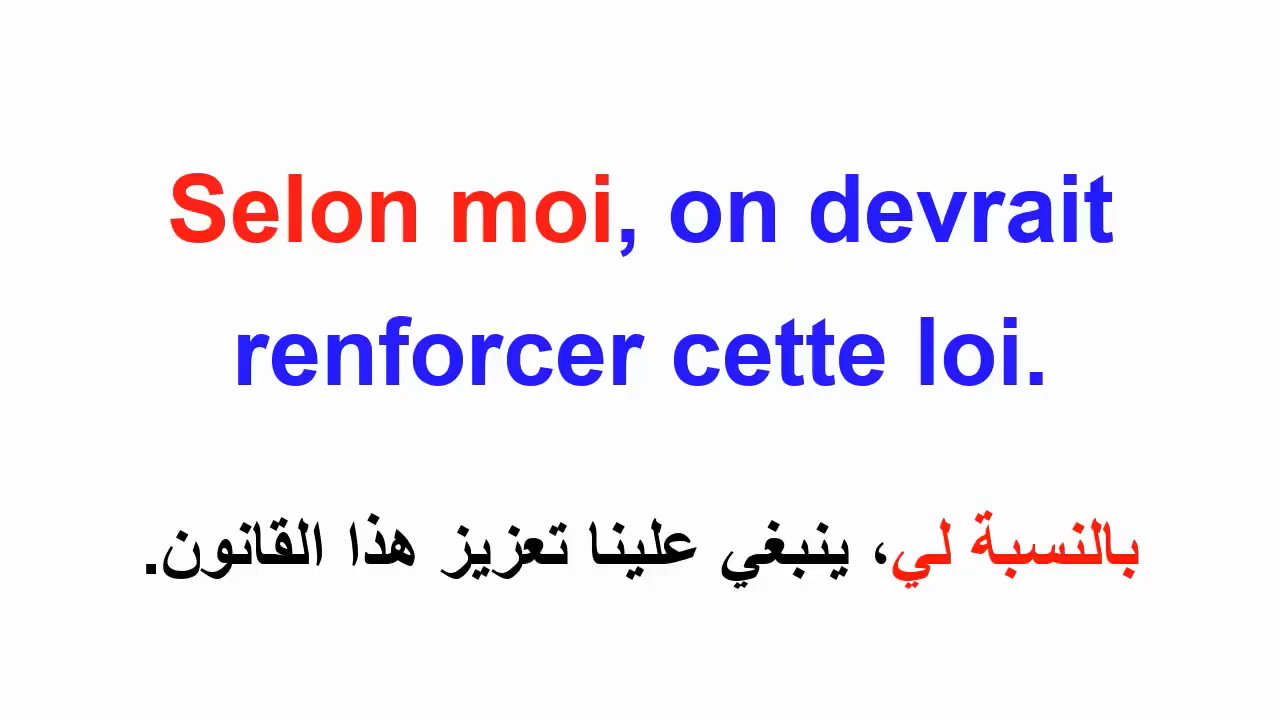 Selon moi, on devrait
renforcer cette loi.
بالنسبة لي، ينبغي علينا تعزيز هذا القانون.